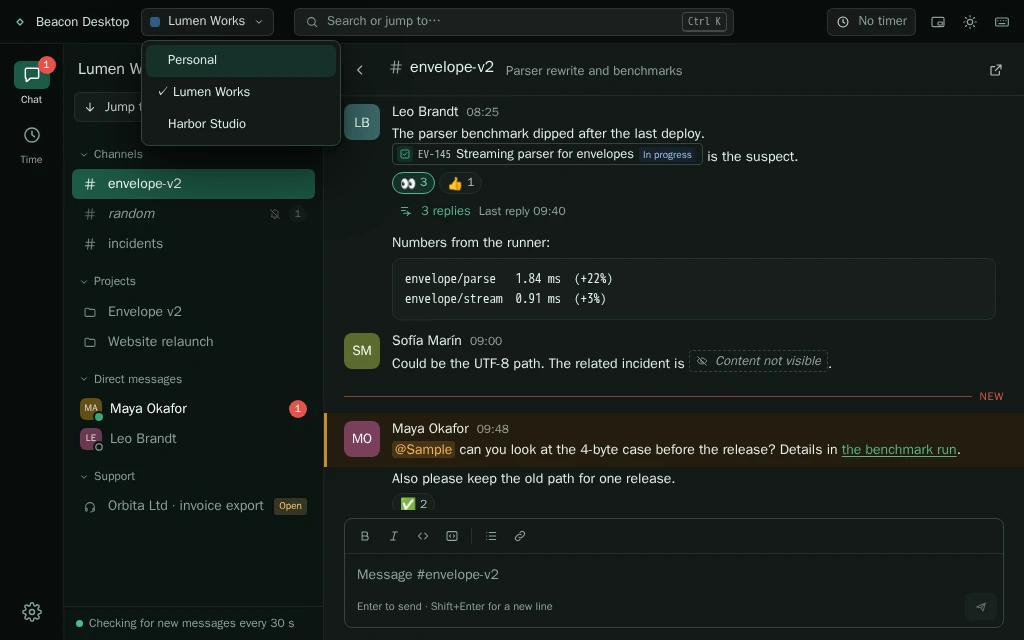 Beacon Desktop
Lumen Works
Search or jump to…
Ctrl K
No timer
Personal
✓ Lumen Works
Harbor Studio
1
Chat
Time
Lumen W
Jump t
Channels
# envelope-v2
# random 1
# incidents
Projects
Envelope v2
Website relaunch
Direct messages
MA Maya Okafor 1
LE Leo Brandt
Support
Orbita Ltd · invoice export Open
Checking for new messages every 30 s
# envelope-v2 Parser rewrite and benchmarks
LB
Leo Brandt 08:25
The parser benchmark dipped after the last deploy.
EV-145 Streaming parser for envelopes In progress is the suspect.
👀 3 👍 1
3 replies Last reply 09:40
Numbers from the runner:
envelope/parse 1.84 ms (+22%)
envelope/stream 0.91 ms (+3%)
SM
Sofía Marín 09:00
Could be the UTF-8 path. The related incident is Content not visible.
NEW
MO
Maya Okafor 09:48
@Sample can you look at the 4-byte case before the release? Details in the benchmark run.
Also please keep the old path for one release.
✅ 2
B I
Message #envelope-v2
Enter to send · Shift+Enter for a new line